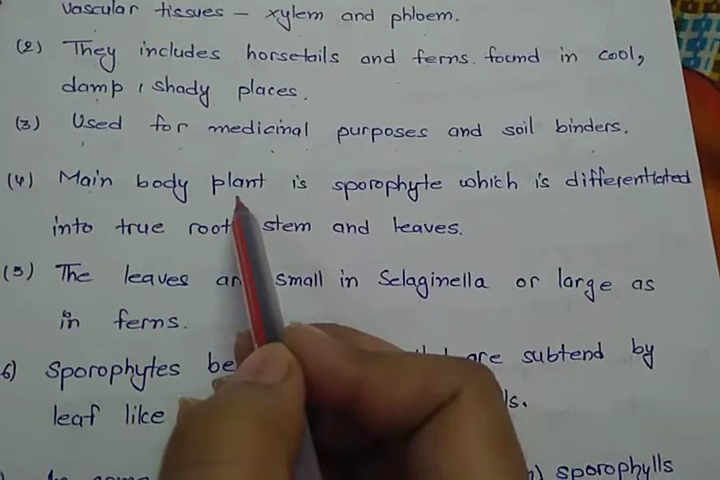 vascular tissues – xylem and phloem.
(2) They includes horsetails and ferns. found in cool,
damp, shady places.
(3) Used for medicinal purposes and soil binders.
(4) Main body plant is sporophyte which is differentiated
into true root stem and leaves.
(5) The leaves are small in Selaginella or large as
in ferns.
6) Sporophytes are subtend by
leaf like
sporophylls